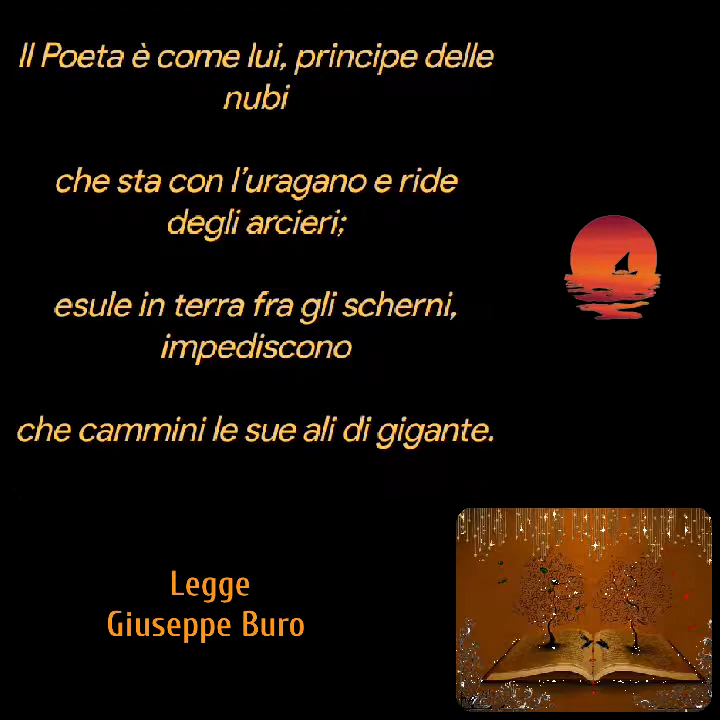 Il Poeta è come lui, principe delle
nubi
che sta con l'uragano e ride
degli arcieri;
esule in terra fra gli scherni,
impediscono
che cammini le sue ali di gigante.
Legge
Giuseppe Buro